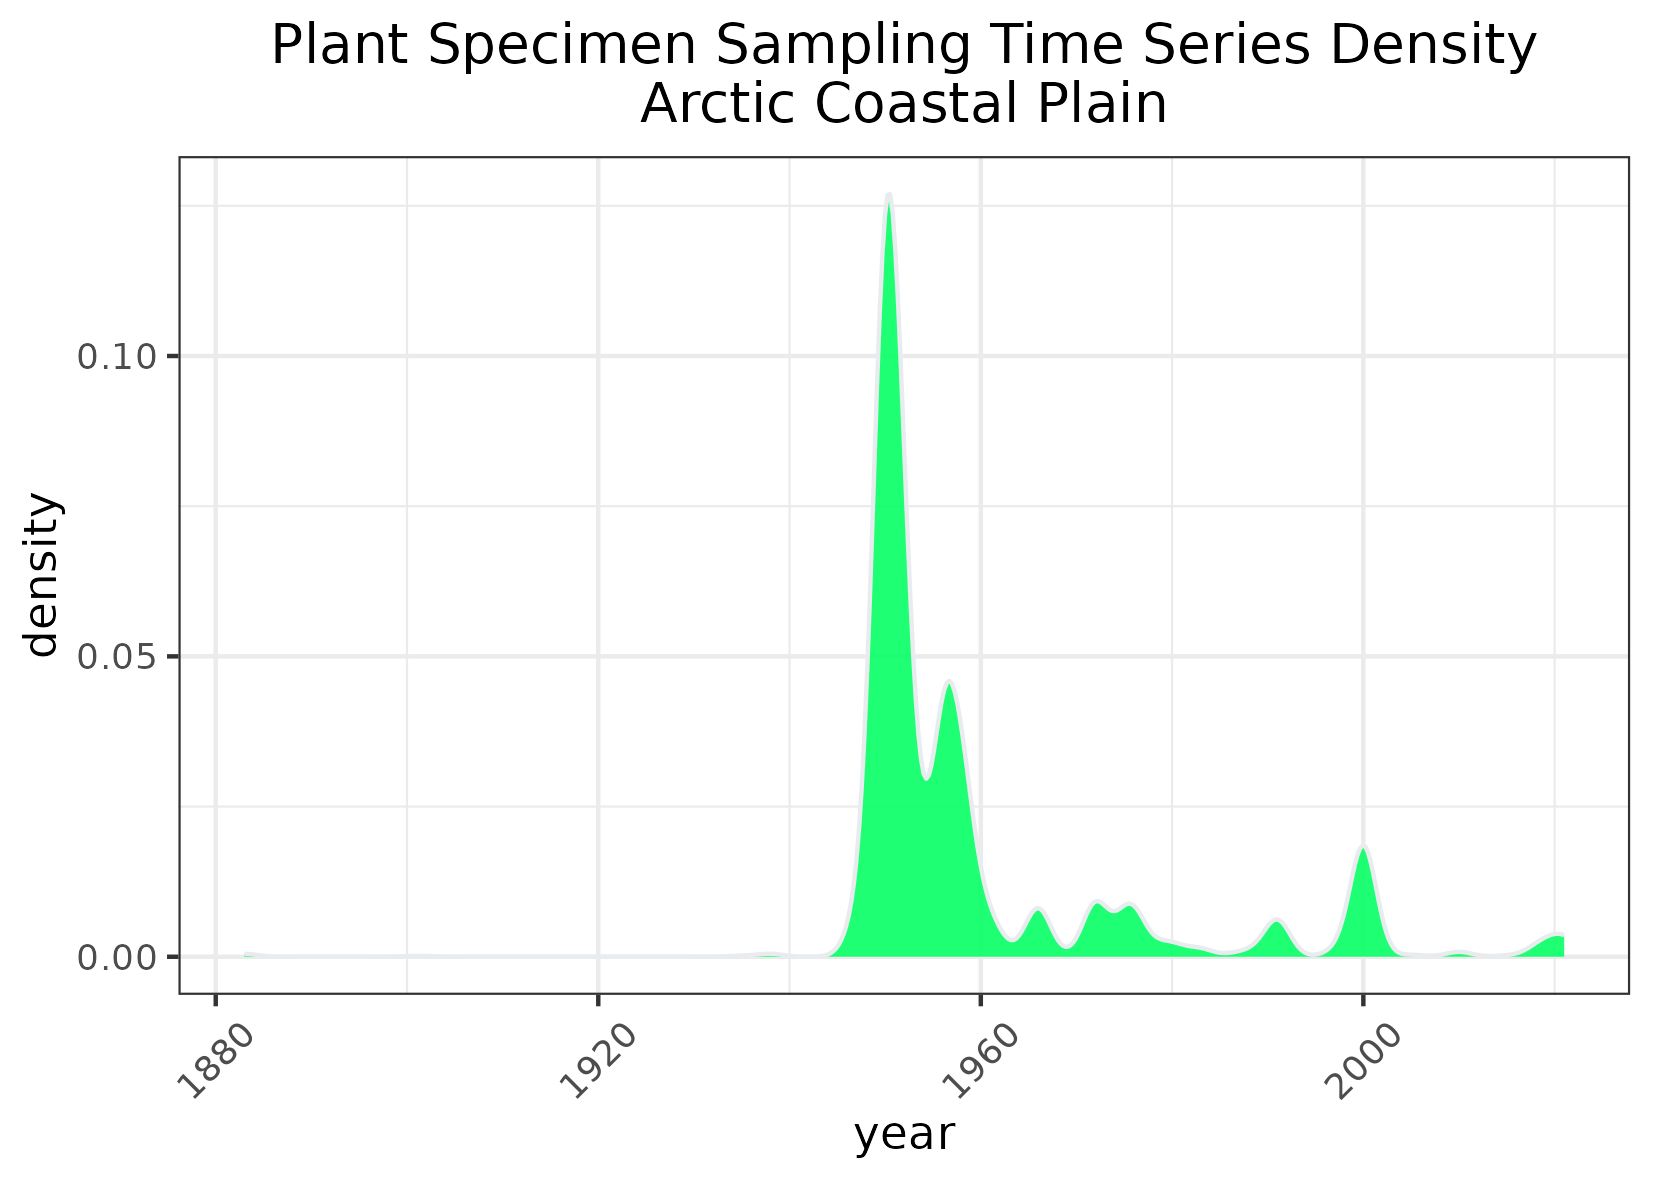 Plant Specimen Sampling Time Series Density
Arctic Coastal Plain
density
0.10
0.05
0.00
1880
1920
1960
2000
year